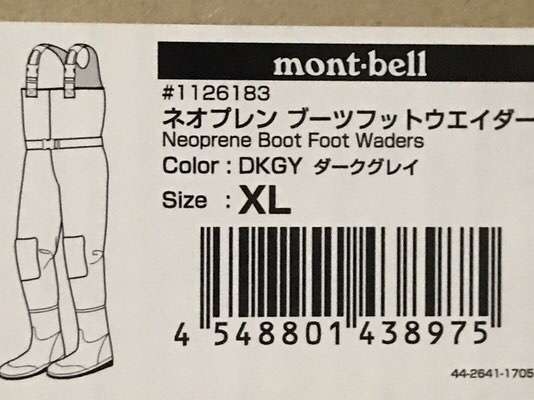 mont-bell
#1126183
ネオプレン ブーツフットウエイダー
Neoprene Boot Foot Waders
Color : DKGY ダークグレイ
Size : XL
4 548801 438975
44-2641-1705